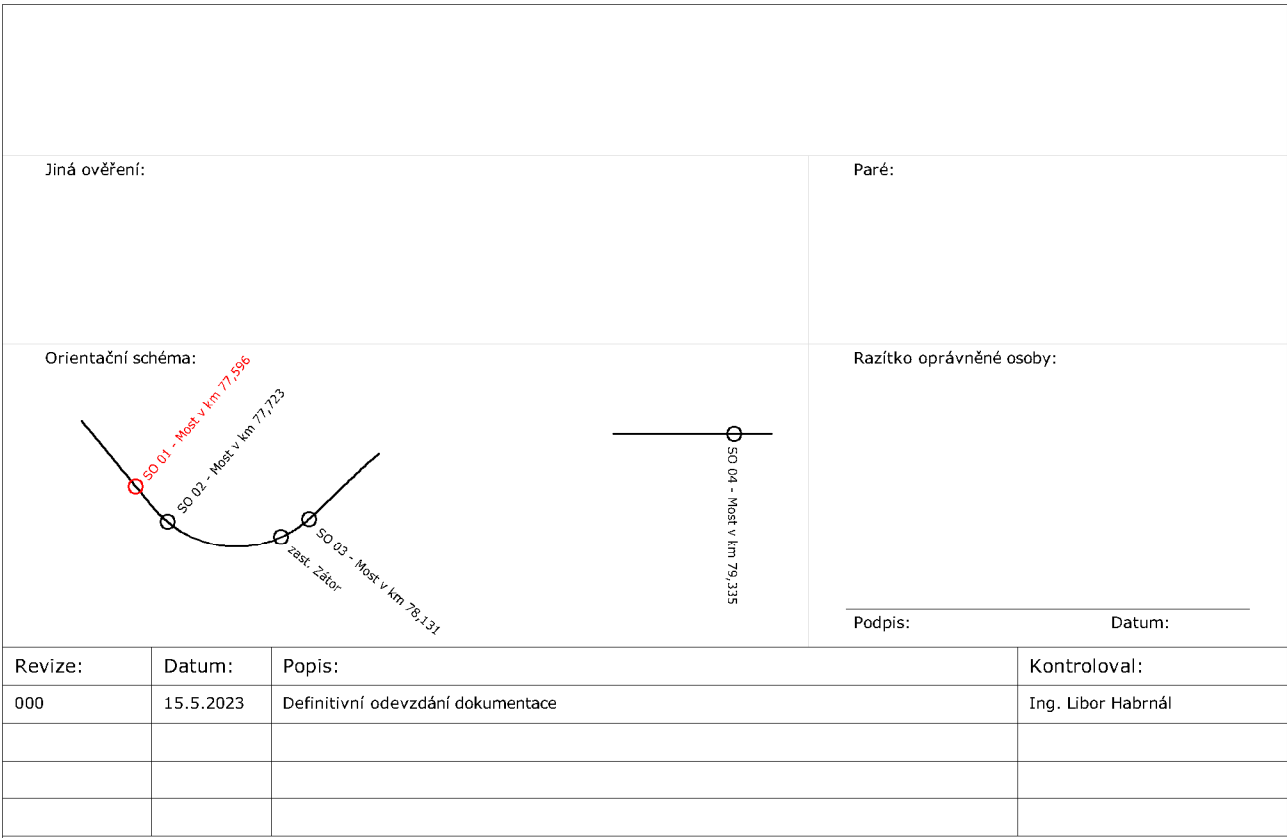 Jiná ověření:
Paré:
Orientační schéma:
SO 01 - Most v km 77,596
SO 02 - Most v km 77,723
zast. Zátor
SO 03 - Most v km 78,131
SO 04 - Most v km 79,335
Razítko oprávněné osoby:
Podpis: Datum:
Revize: Datum: Popis: Kontroloval:
000 15.5.2023 Definitivní odevzdání dokumentace Ing. Libor Habrnál